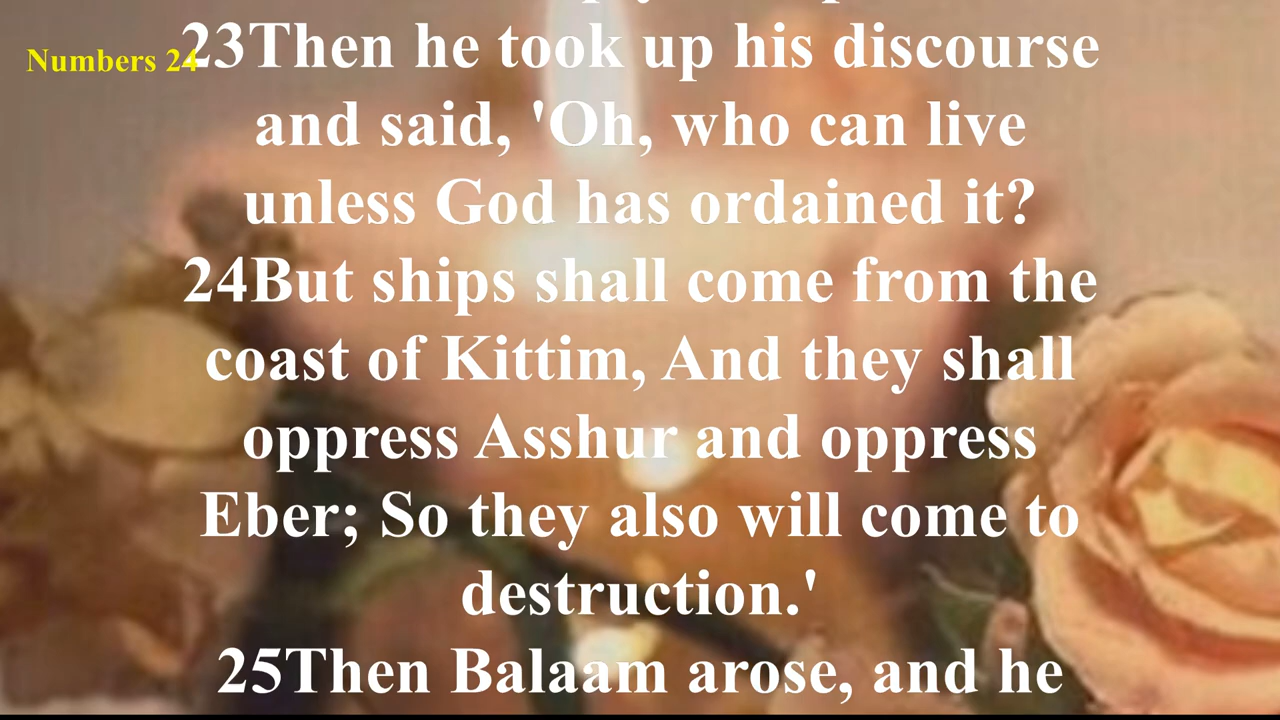 Numbers 24
23Then he took up his discourse
and said, 'Oh, who can live
unless God has ordained it?
24But ships shall come from the
coast of Kittim, And they shall
oppress Asshur and oppress
Eber; So they also will come to
destruction.'
25Then Balaam arose, and he